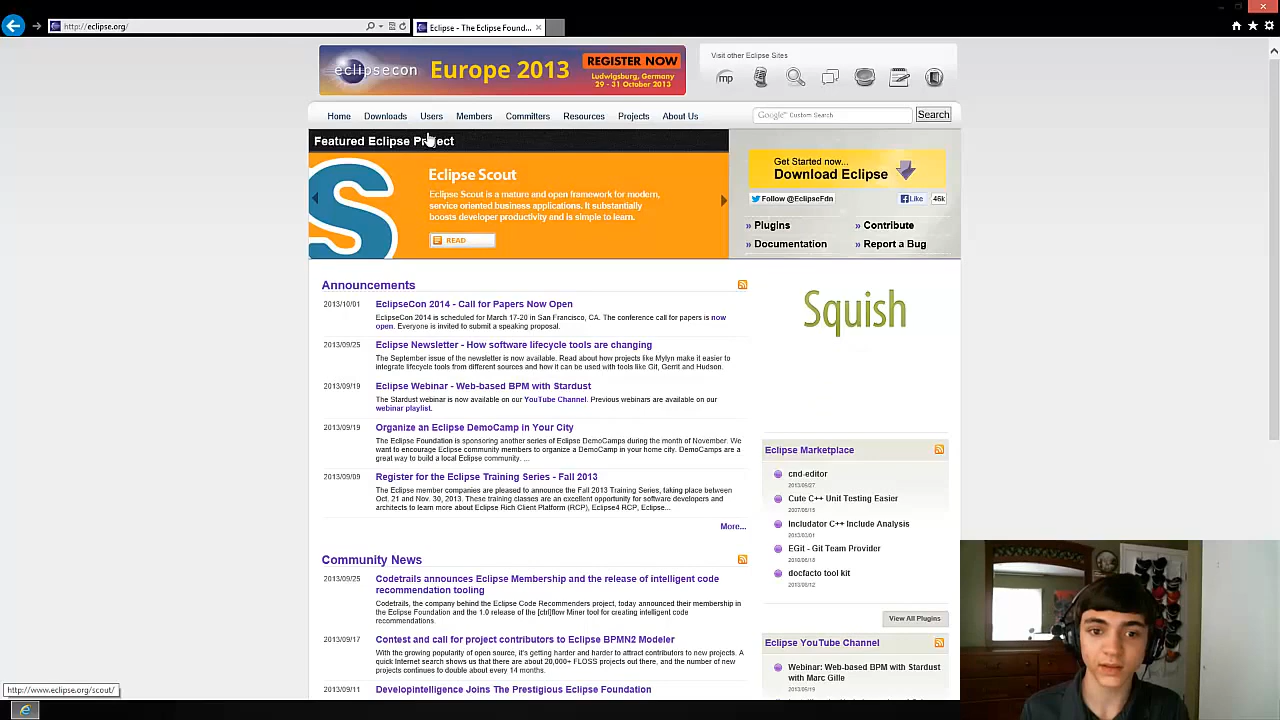 http://eclipse.org/
Eclipse - The Eclipse Found...
eclipsecon Europe 2013
REGISTER NOW
Ludwigsburg, Germany
29 - 31 October 2013
Visit other Eclipse Sites
mp
Home Downloads Users Members Committers Resources Projects About Us
Google™ Custom Search
Search
Featured Eclipse Project
Eclipse Scout
Eclipse Scout is a mature and open framework for modern,
service oriented business applications. It substantially
boosts developer productivity and is simple to learn.
READ
Get Started now...
Download Eclipse
Follow @EclipseFdn
Like 46k
» Plugins » Contribute
» Documentation » Report a Bug
Announcements
2013/10/01 EclipseCon 2014 - Call for Papers Now Open
EclipseCon 2014 is scheduled for March 17-20 in San Francisco, CA. The conference call for papers is now
open. Everyone is invited to submit a speaking proposal.
2013/09/25 Eclipse Newsletter - How software lifecycle tools are changing
The September issue of the newsletter is now available. Read about how projects like Mylyn make it easier to
integrate lifecycle tools from different sources and how it can be used with tools like Git, Gerrit and Hudson.
2013/09/19 Eclipse Webinar - Web-based BPM with Stardust
The Stardust webinar is now available on our YouTube Channel. Previous webinars are available on our
webinar playlist.
2013/09/19 Organize an Eclipse DemoCamp in Your City
The Eclipse Foundation is sponsoring another series of Eclipse DemoCamps during the month of November. We
want to encourage Eclipse community members to organize a DemoCamp in your home city. DemoCamps are a
great way to build a local Eclipse community. ...
2013/09/09 Register for the Eclipse Training Series - Fall 2013
The Eclipse member companies are pleased to announce the Fall 2013 Training Series, taking place between
Oct. 21 and Nov. 30, 2013. These training classes are an excellent opportunity for software developers and
architects to learn more about Eclipse Rich Client Platform (RCP), Eclipse4 RCP, Eclipse...
More...
Community News
2013/09/25 Codetrails announces Eclipse Membership and the release of intelligent code
recommendation tooling
Codetrails, the company behind the Eclipse Code Recommenders project, today announced their membership in
the Eclipse Foundation and the 1.0 release of the [ctrl]flow Miner tool for creating intelligent code
recommendations.
2013/09/17 Contest and call for project contributors to Eclipse BPMN2 Modeler
With the growing popularity of open source, it's getting harder and harder to attract contributors to new projects. A
quick Internet search shows us that there are about 20,000+ FLOSS projects out there, and the number of new
projects continues to double about every 14 months.
2013/09/11 Developintelligence Joins The Prestigious Eclipse Foundation
Squish
Eclipse Marketplace
cnd-editor
2013/05/27
Cute C++ Unit Testing Easier
2007/06/15
Includator C++ Include Analysis
2013/03/01
EGit - Git Team Provider
2010/06/18
docfacto tool kit
2013/09/12
View All Plugins
Eclipse YouTube Channel
Webinar: Web-based BPM with Stardust
with Marc Gille
2013/09/19
http://www.eclipse.org/scout/